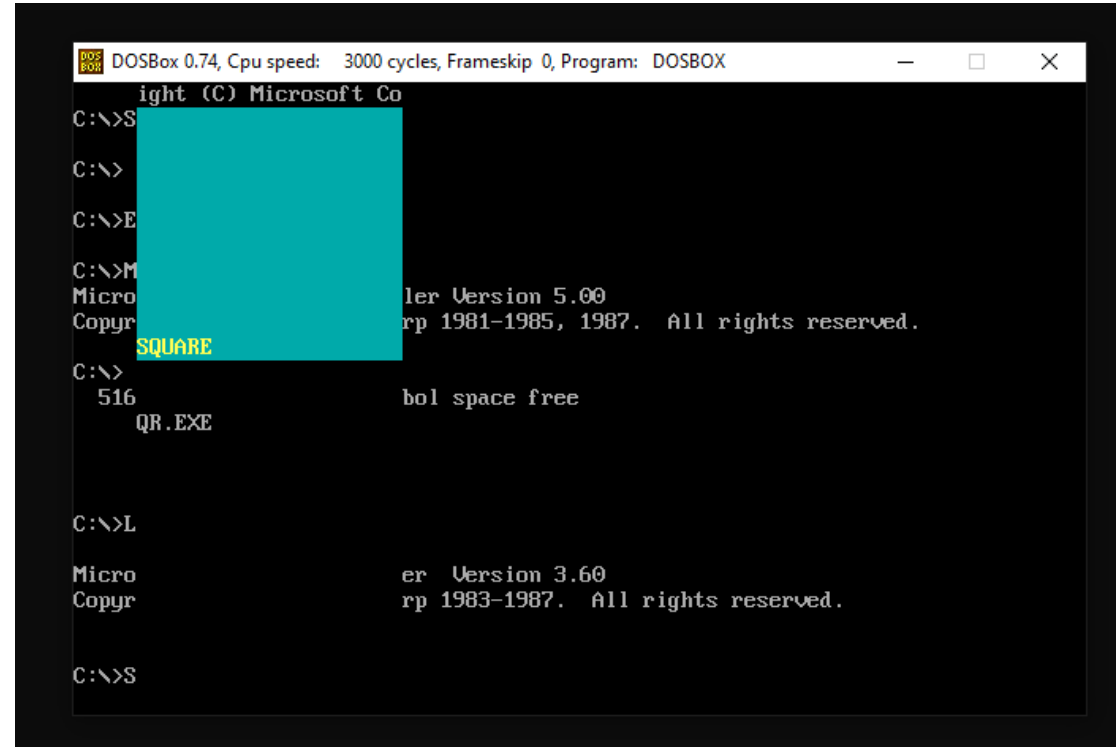 DOSBox 0.74, Cpu speed: 3000 cycles, Frameskip 0, Program: DOSBOX
ight (C) Microsoft Co
C:\>S
C:\>
C:\>E
C:\>M
Micro ler Version 5.00
Copyr rp 1981-1985, 1987. All rights reserved.
SQUARE
C:\>
516 bol space free
QR.EXE
C:\>L
Micro er Version 3.60
Copyr rp 1983-1987. All rights reserved.
C:\>S